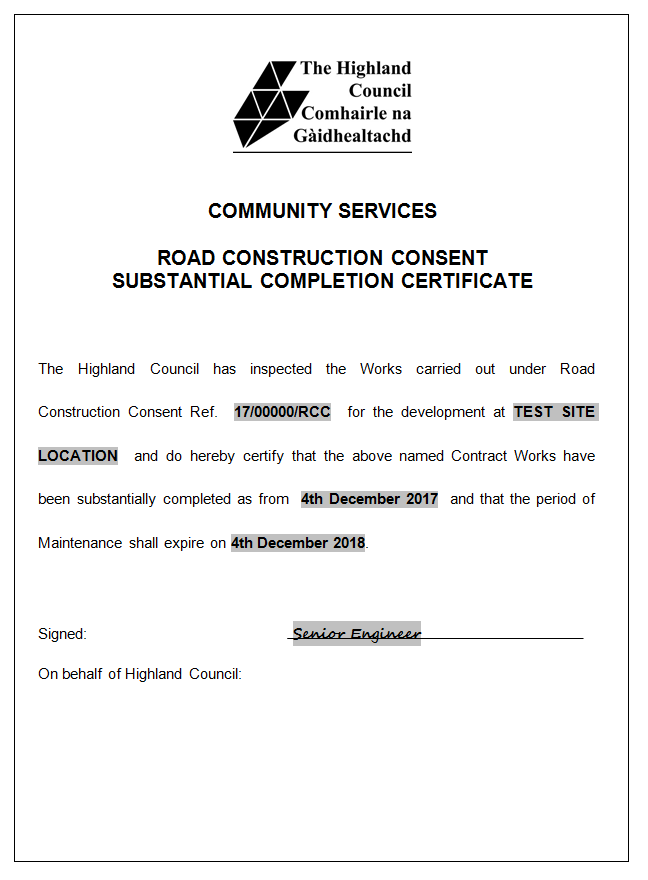 The Highland
Council
Comhairle na
Gàidhealtachd
COMMUNITY SERVICES
ROAD CONSTRUCTION CONSENT
SUBSTANTIAL COMPLETION CERTIFICATE
The Highland Council has inspected the Works carried out under Road
Construction Consent Ref. 17/00000/RCC for the development at TEST SITE
LOCATION and do hereby certify that the above named Contract Works have
been substantially completed as from 4th December 2017 and that the period of
Maintenance shall expire on 4th December 2018.
Signed: Senior Engineer
On behalf of Highland Council: